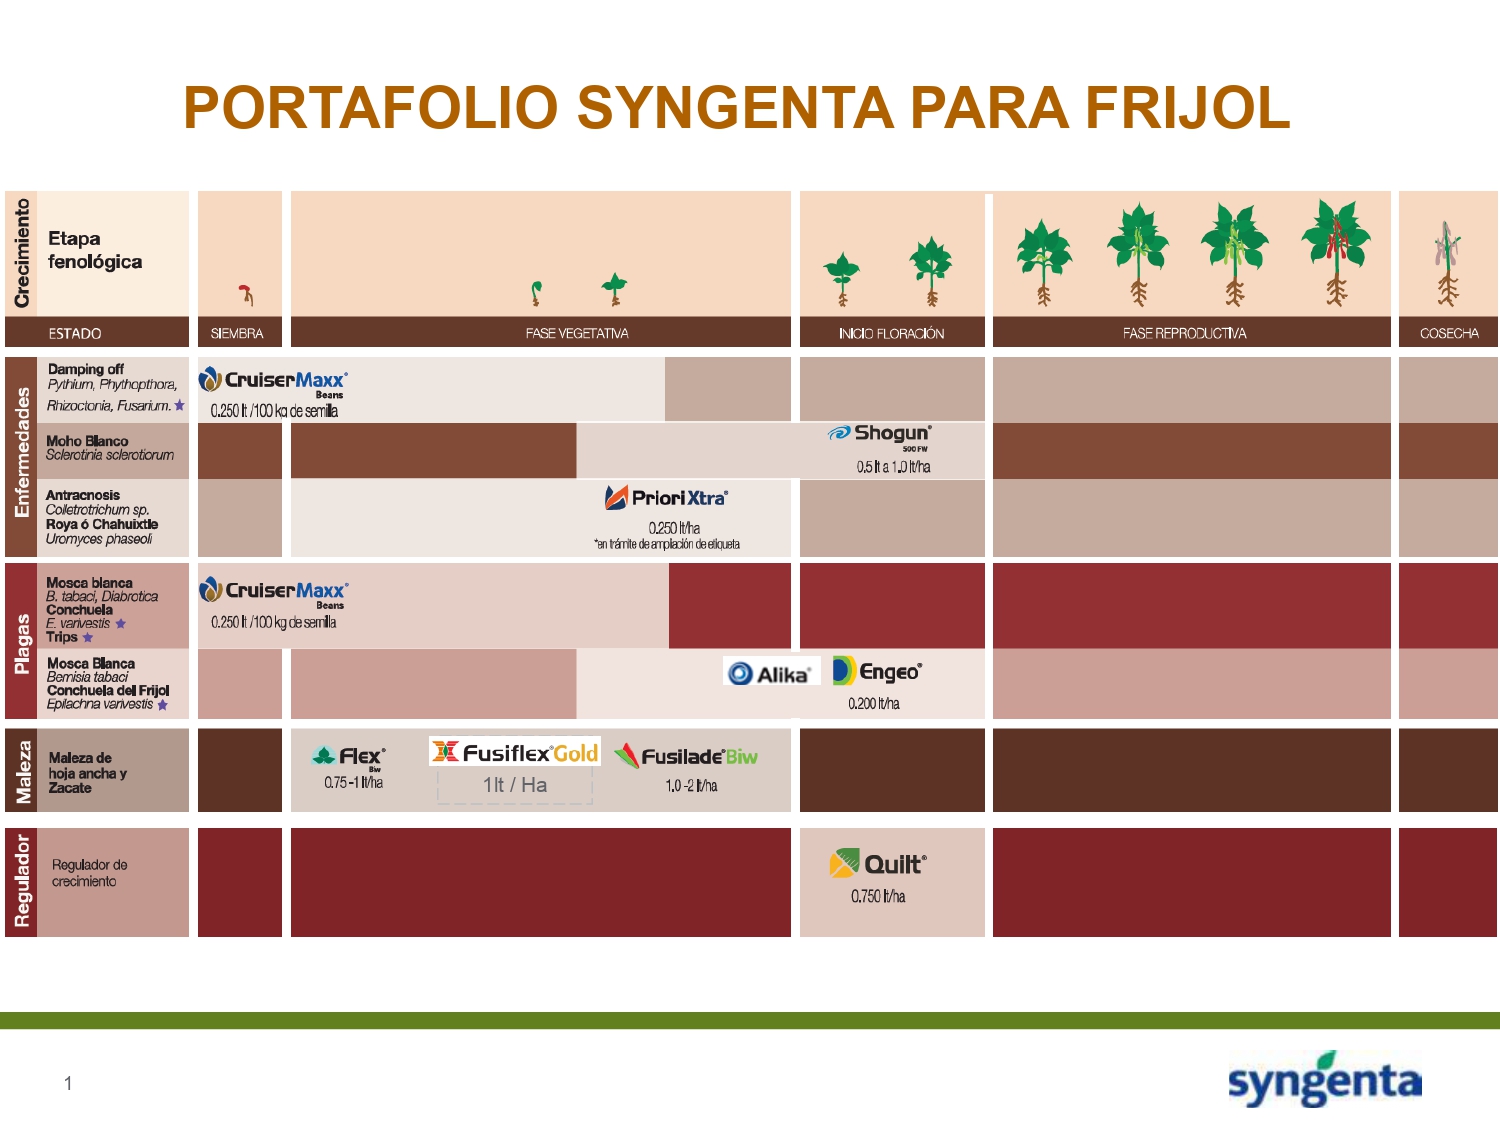 PORTAFOLIO SYNGENTA PARA FRIJOL
Crecimiento
Etapa
fenológica
ESTADO
SIEMBRA
FASE VEGETATIVA
INICIO FLORACIÓN
FASE REPRODUCTIVA
COSECHA
Enfermedades
Damping off
Pythium, Phythopthora,
Rhizoctonia, Fusarium.
CruiserMaxx®
Beans
0.250 lt /100 kg de semilla
Moho Blanco
Sclerotinia sclerotiorum
Shogun®
500 FW
0.5 lt a 1.0 lt/ha
Antracnosis
Colletrotrichum sp.
Roya ó Chahuixtle
Uromyces phaseoli
Priori Xtra®
0.250 lt/ha
*en trámite de ampliación de etiqueta
Plagas
Mosca blanca
B. tabaci, Diabrotica
Conchuela
E. varivestis
Trips
CruiserMaxx®
Beans
0.250 lt /100 kg de semilla
Mosca Blanca
Bemisia tabaci
Conchuela del Frijol
Epilachna varivestis
Alika®
Engeo®
0.200 lt/ha
Maleza
Maleza de
hoja ancha y
Zacate
Flex®
Biw
0.75 -1 lt/ha
Fusiflex®Gold
1lt / Ha
Fusilade®Biw
1.0 -2 lt/ha
Regulador
Regulador de
crecimiento
Quilt®
0.750 lt/ha
1
syngenta